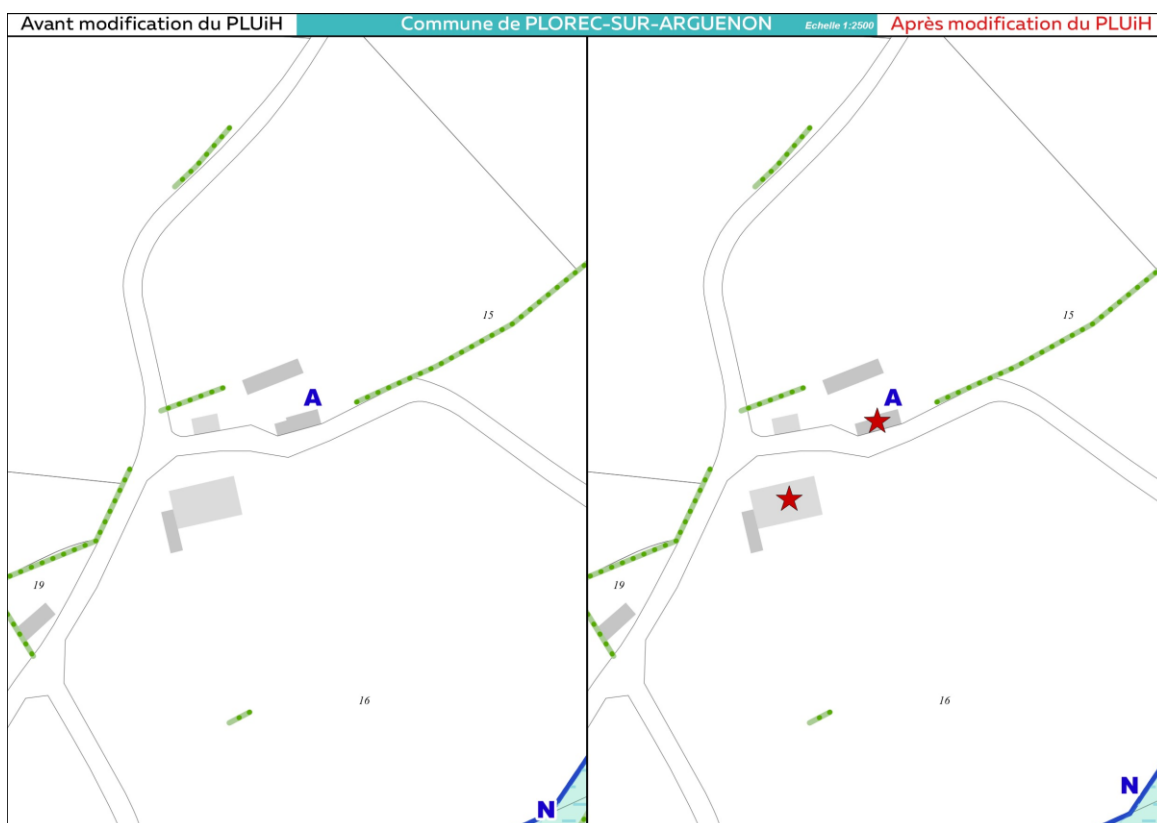 Avant modification du PLUiH Commune de PLOREC-SUR-ARGUENON Echelle 1:2500 Après modification du PLUiH
15 15
A A
19 19
16 16
N N